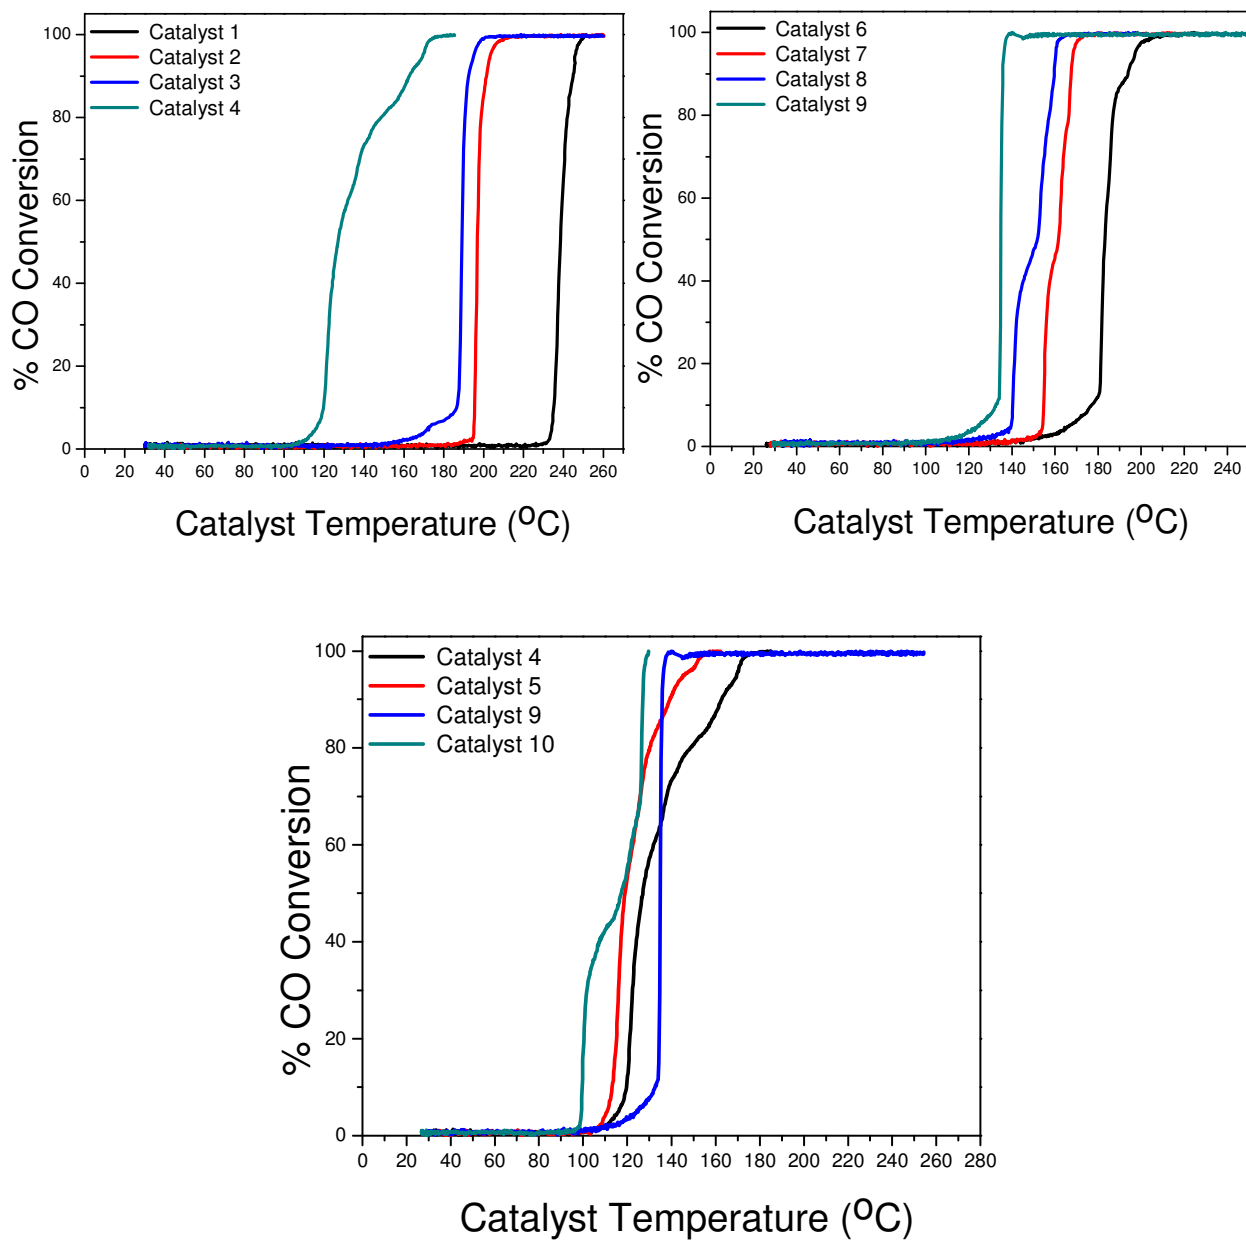 Catalyst 1
Catalyst 2
Catalyst 3
Catalyst 4
% CO Conversion
100
80
60
40
20
0
0 20 40 60 80 100 120 140 160 180 200 220 240 260
Catalyst Temperature (ºC)
Catalyst 6
Catalyst 7
Catalyst 8
Catalyst 9
% CO Conversion
100
80
60
40
20
0
0 20 40 60 80 100 120 140 160 180 200 220 240
Catalyst Temperature (ºC)
Catalyst 4
Catalyst 5
Catalyst 9
Catalyst 10
% CO Conversion
100
80
60
40
20
0
0 20 40 60 80 100 120 140 160 180 200 220 240 260 280
Catalyst Temperature (ºC)